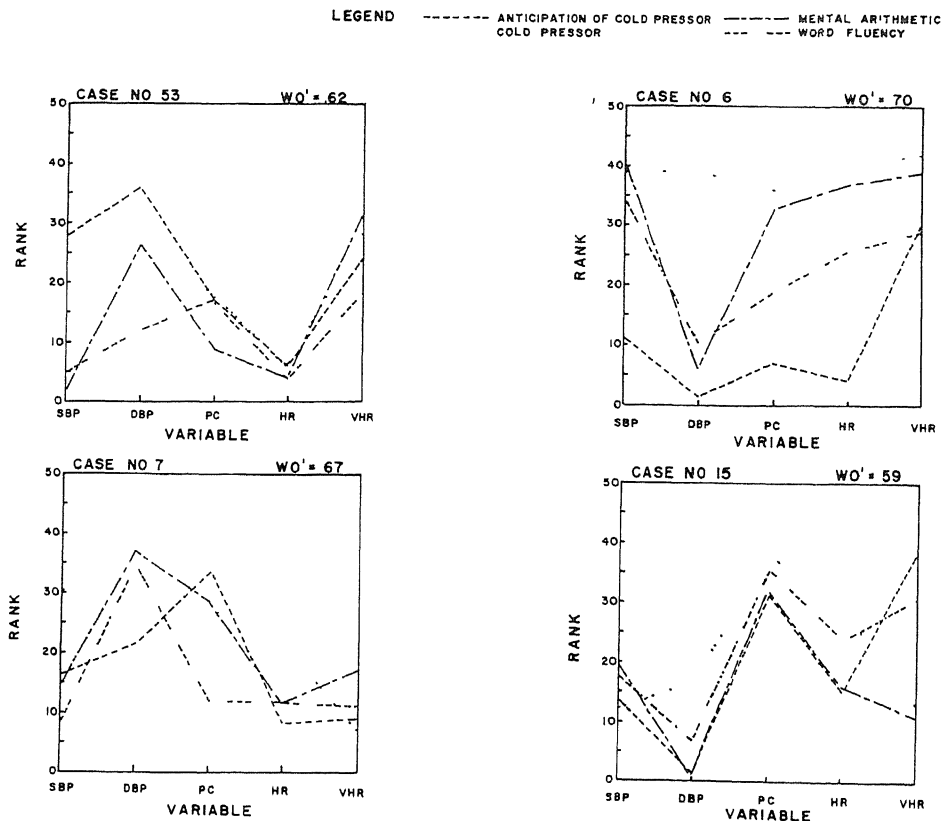 LEGEND ANTICIPATION OF COLD PRESSOR MENTAL ARITHMETIC
COLD PRESSOR WORD FLUENCY
CASE NO 53 WO' = .62
50
40
30
20
10
0
RANK
SBP DBP PC HR VHR
VARIABLE
CASE NO 6 WO' = 70
50
40
30
20
10
0
RANK
SBP DBP PC HR VHR
VARIABLE
CASE NO 7 WO' = 67
50
40
30
20
10
0
RANK
SBP DBP PC HR VHR
VARIABLE
CASE NO 15 WO' = 59
50
40
30
20
10
0
RANK
SBP DBP PC HR VHR
VARIABLE